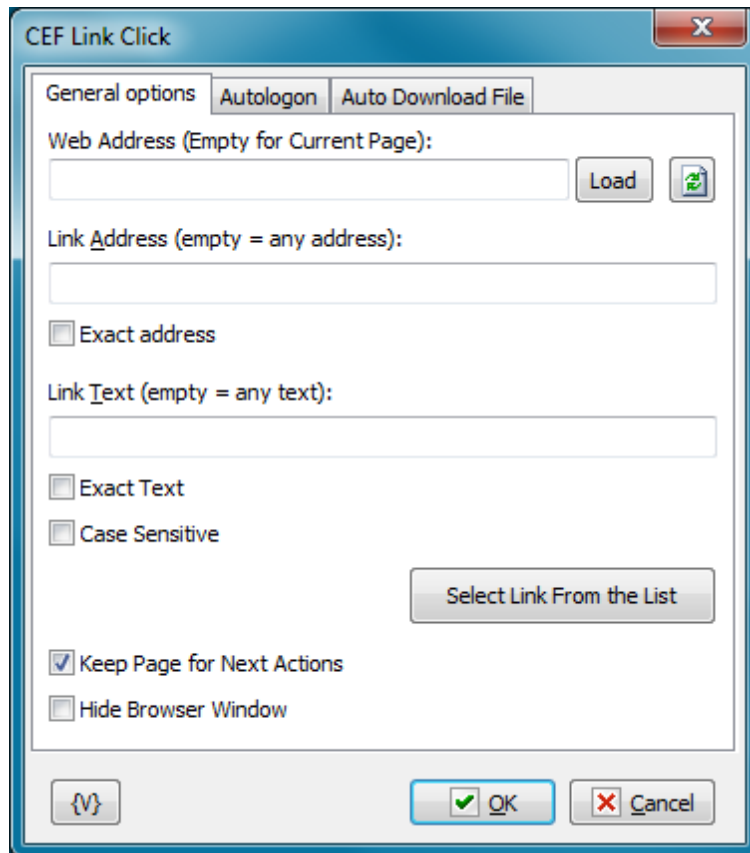 CEF Link Click
General options Autologon Auto Download File
Web Address (Empty for Current Page):
Load
Link Address (empty = any address):
Exact address
Link Text (empty = any text):
Exact Text
Case Sensitive
Select Link From the List
Keep Page for Next Actions
Hide Browser Window
{V} OK Cancel